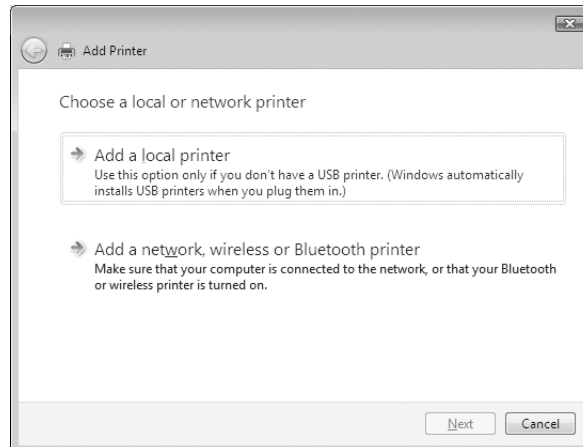 Add Printer
Choose a local or network printer
Add a local printer
Use this option only if you don't have a USB printer. (Windows automatically
installs USB printers when you plug them in.)
Add a network, wireless or Bluetooth printer
Make sure that your computer is connected to the network, or that your Bluetooth
or wireless printer is turned on.
Next Cancel